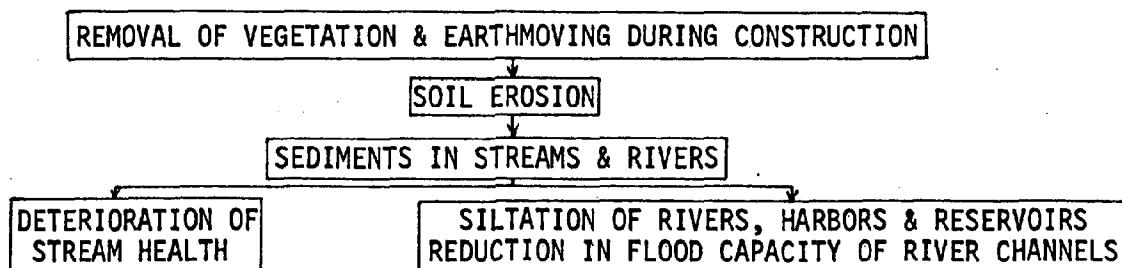 REMOVAL OF VEGETATION & EARTHMOVING DURING CONSTRUCTION
SOIL EROSION
SEDIMENTS IN STREAMS & RIVERS
DETERIORATION OF
STREAM HEALTH
SILTATION OF RIVERS, HARBORS & RESERVOIRS
REDUCTION IN FLOOD CAPACITY OF RIVER CHANNELS